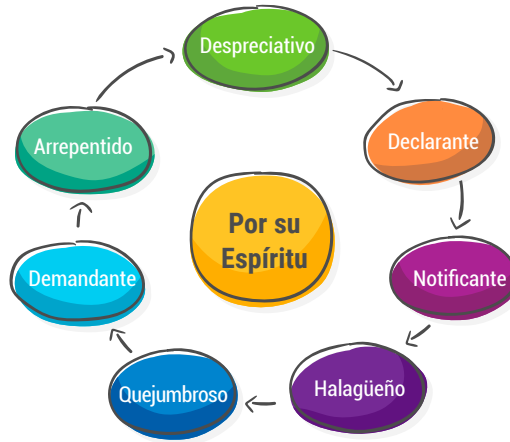 Despreciativo
Declarante
Notificante
Halagüeño
Quejumbroso
Demandante
Arrepentido
Por su
Espíritu